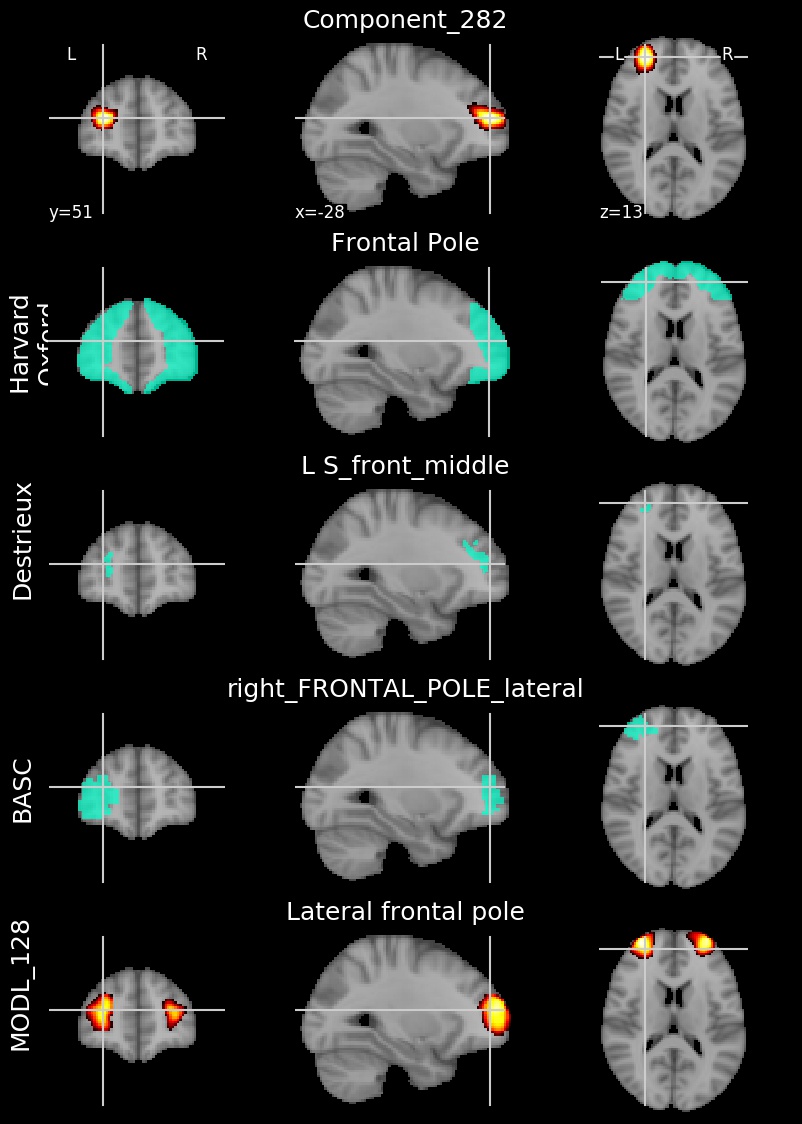 Component_282
L R L R
y=51 x=-28 z=13
Frontal Pole
Harvard
L S_front_middle
Destrieux
right_FRONTAL_POLE_lateral
BASC
Lateral frontal pole
MODL_128